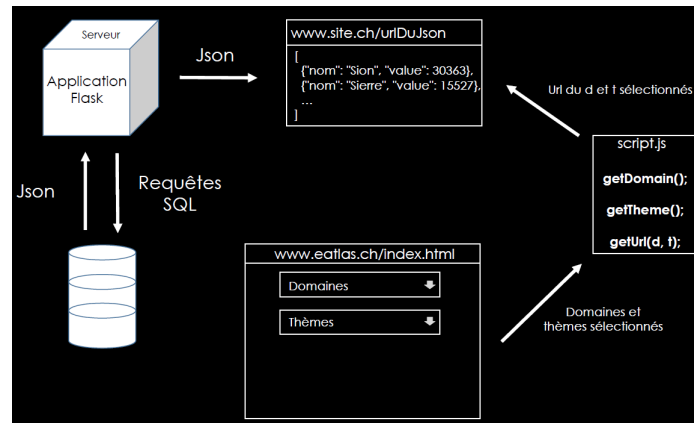 Serveur
Application
Flask
Json
www.site.ch/urlDuJson
[
{"nom": "Sion", "value": 30363},
{"nom": "Sierre", "value": 15527},
...
]
Url du d et t sélectionnés
script.js
getDomain();
getTheme();
getUrl(d, t);
Json
Requêtes
SQL
www.eatlas.ch/index.html
Domaines
Thèmes
Domaines et
thèmes sélectionnés